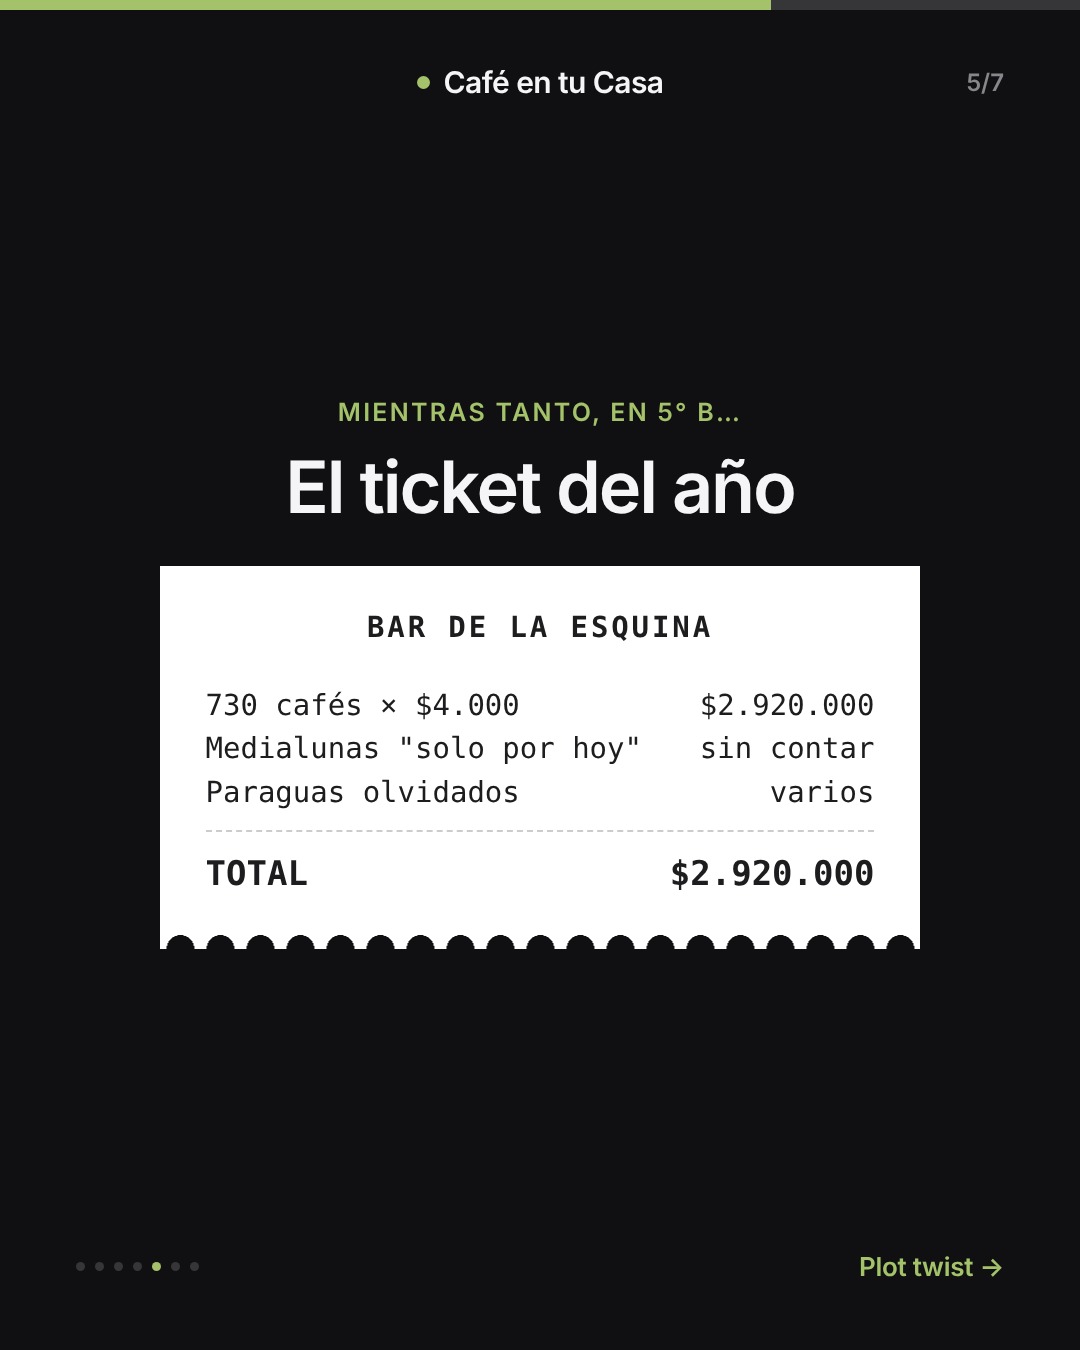 Café en tu Casa
5/7
MIENTRAS TANTO, EN 5° B...
El ticket del año
BAR DE LA ESQUINA
730 cafés × $4.000 $2.920.000
Medialunas "solo por hoy" sin contar
Paraguas olvidados varios
TOTAL $2.920.000
Plot twist →